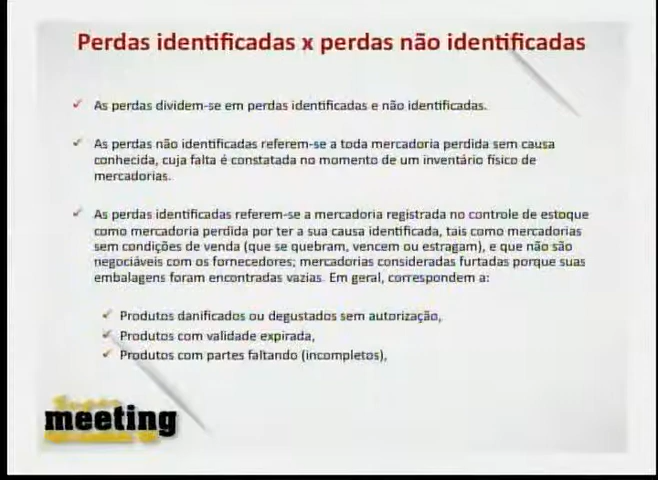 Perdas identificadas x perdas não identificadas
As perdas dividem-se em perdas identificadas e não identificadas.
As perdas não identificadas referem-se a toda mercadoria perdida sem causa
conhecida, cuja falta é constatada no momento de um inventário físico de
mercadorias.
As perdas identificadas referem-se a mercadoria registrada no controle de estoque
como mercadoria perdida por ter a sua causa identificada, tais como mercadorias
sem condições de venda (que se quebram, vencem ou estragam), e que não são
negociáveis com os fornecedores; mercadorias consideradas furtadas porque suas
embalagens foram encontradas vazias. Em geral, correspondem a:
Produtos danificados ou degustados sem autorização,
Produtos com validade expirada,
Produtos com partes faltando (incompletos),
meeting